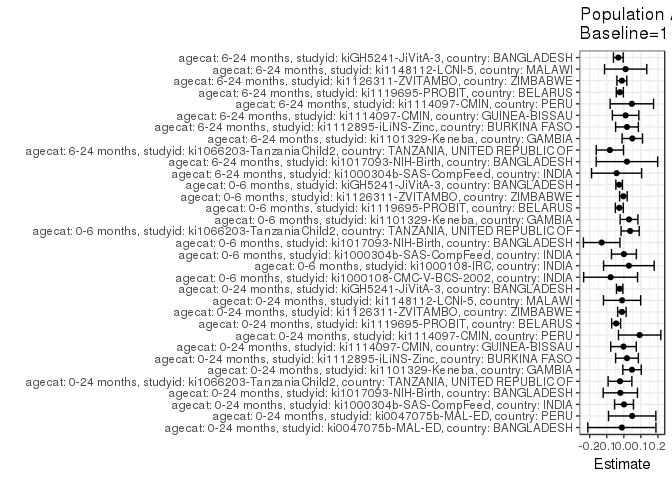 Population
Baseline=1
agecat: 6-24 months, studyid: kiGH5241-JiVitA-3, country: BANGLADESH
agecat: 6-24 months, studyid: ki1148112-LCNI-5, country: MALAWI
agecat: 6-24 months, studyid: ki1126311-ZVITAMBO, country: ZIMBABWE
agecat: 6-24 months, studyid: ki1119695-PROBIT, country: BELARUS
agecat: 6-24 months, studyid: ki1114097-CMIN, country: PERU
agecat: 6-24 months, studyid: ki1114097-CMIN, country: GUINEA-BISSAU
agecat: 6-24 months, studyid: ki1112895-iLiNS-Zinc, country: BURKINA FASO
agecat: 6-24 months, studyid: ki1101329-Keneba, country: GAMBIA
agecat: 6-24 months, studyid: ki1066203-TanzaniaChild2, country: TANZANIA, UNITED REPUBLIC OF
agecat: 6-24 months, studyid: ki1017093-NIH-Birth, country: BANGLADESH
agecat: 6-24 months, studyid: ki1000304b-SAS-CompFeed, country: INDIA
agecat: 0-6 months, studyid: kiGH5241-JiVitA-3, country: BANGLADESH
agecat: 0-6 months, studyid: ki1126311-ZVITAMBO, country: ZIMBABWE
agecat: 0-6 months, studyid: ki1119695-PROBIT, country: BELARUS
agecat: 0-6 months, studyid: ki1101329-Keneba, country: GAMBIA
agecat: 0-6 months, studyid: ki1066203-TanzaniaChild2, country: TANZANIA, UNITED REPUBLIC OF
agecat: 0-6 months, studyid: ki1017093-NIH-Birth, country: BANGLADESH
agecat: 0-6 months, studyid: ki1000304b-SAS-CompFeed, country: INDIA
agecat: 0-6 months, studyid: ki1000108-IRC, country: INDIA
agecat: 0-6 months, studyid: ki1000108-CMC-V-BCS-2002, country: INDIA
agecat: 0-24 months, studyid: kiGH5241-JiVitA-3, country: BANGLADESH
agecat: 0-24 months, studyid: ki1148112-LCNI-5, country: MALAWI
agecat: 0-24 months, studyid: ki1126311-ZVITAMBO, country: ZIMBABWE
agecat: 0-24 months, studyid: ki1119695-PROBIT, country: BELARUS
agecat: 0-24 months, studyid: ki1114097-CMIN, country: PERU
agecat: 0-24 months, studyid: ki1114097-CMIN, country: GUINEA-BISSAU
agecat: 0-24 months, studyid: ki1112895-iLiNS-Zinc, country: BURKINA FASO
agecat: 0-24 months, studyid: ki1101329-Keneba, country: GAMBIA
agecat: 0-24 months, studyid: ki1066203-TanzaniaChild2, country: TANZANIA, UNITED REPUBLIC OF
agecat: 0-24 months, studyid: ki1017093-NIH-Birth, country: BANGLADESH
agecat: 0-24 months, studyid: ki1000304b-SAS-CompFeed, country: INDIA
agecat: 0-24 months, studyid: ki0047075b-MAL-ED, country: PERU
agecat: 0-24 months, studyid: ki0047075b-MAL-ED, country: BANGLADESH
-0.2 0.1 0.0 0.1 0.2
Estimate